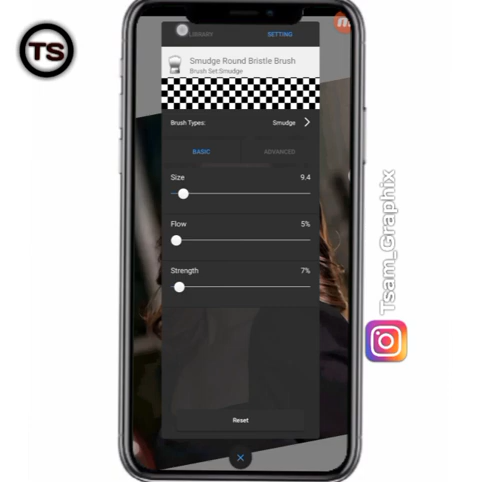 TS
LIBRARY
SETTING
Smudge Round Bristle Brush
Brush Set:Smudge
Brush Types:
Smudge
BASIC
ADVANCED
Size
9.4
Flow
5%
Strength
7%
Reset
Tsam_Graphix